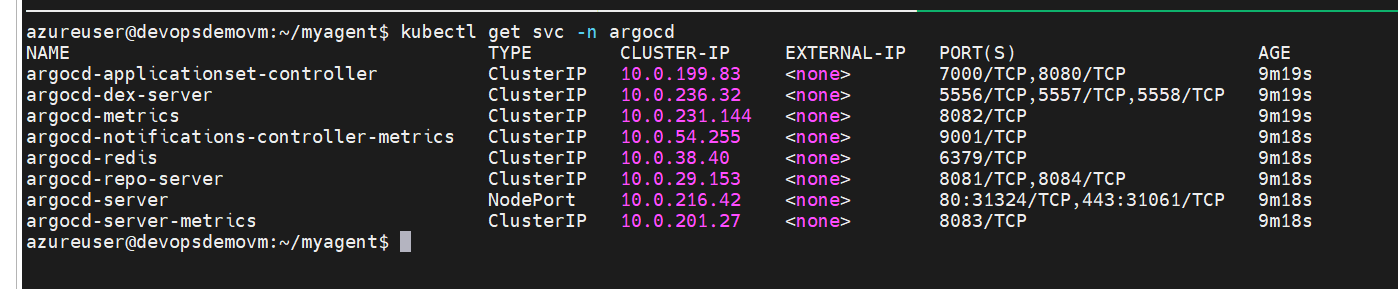 azureuser@devopsdemovm:~/myagent$ kubectl get svc -n argocd
NAME TYPE CLUSTER-IP EXTERNAL-IP PORT(S) AGE
argocd-applicationset-controller ClusterIP 10.0.199.83 <none> 7000/TCP,8080/TCP 9m19s
argocd-dex-server ClusterIP 10.0.236.32 <none> 5556/TCP,5557/TCP,5558/TCP 9m19s
argocd-metrics ClusterIP 10.0.231.144 <none> 8082/TCP 9m19s
argocd-notifications-controller-metrics ClusterIP 10.0.54.255 <none> 9001/TCP 9m18s
argocd-redis ClusterIP 10.0.38.40 <none> 6379/TCP 9m18s
argocd-repo-server ClusterIP 10.0.29.153 <none> 8081/TCP,8084/TCP 9m18s
argocd-server NodePort 10.0.216.42 <none> 80:31324/TCP,443:31061/TCP 9m18s
argocd-server-metrics ClusterIP 10.0.201.27 <none> 8083/TCP 9m18s
azureuser@devopsdemovm:~/myagent$